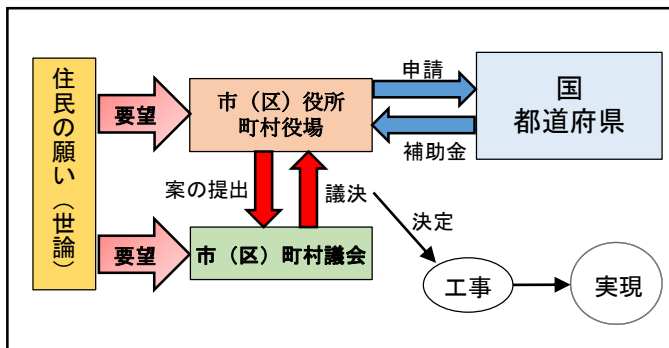 住民の願い（世論）
要望
市（区）役所
町村役場
申請
補助金
国
都道府県
案の提出
議決
要望
市（区）町村議会
決定
工事
実現